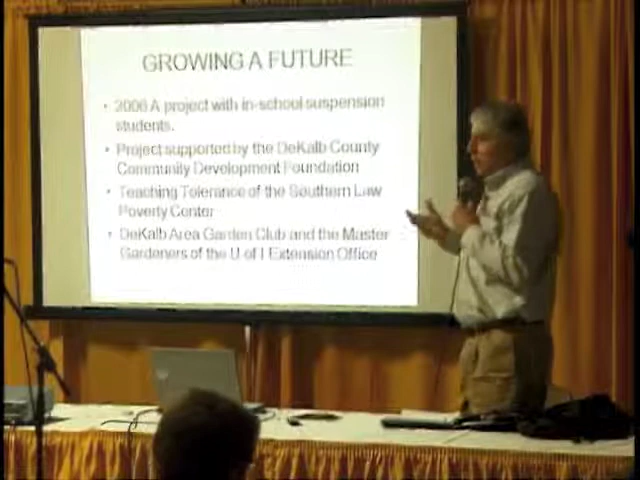 GROWING A FUTURE
• 2006 A project with in-school suspension
students.
• Project supported by the DeKalb County
Community Development Foundation
• Teaching Tolerance of the Southern Law
Poverty Center
• DeKalb Area Garden Club and the Master
Gardeners of the U of I Extension Office